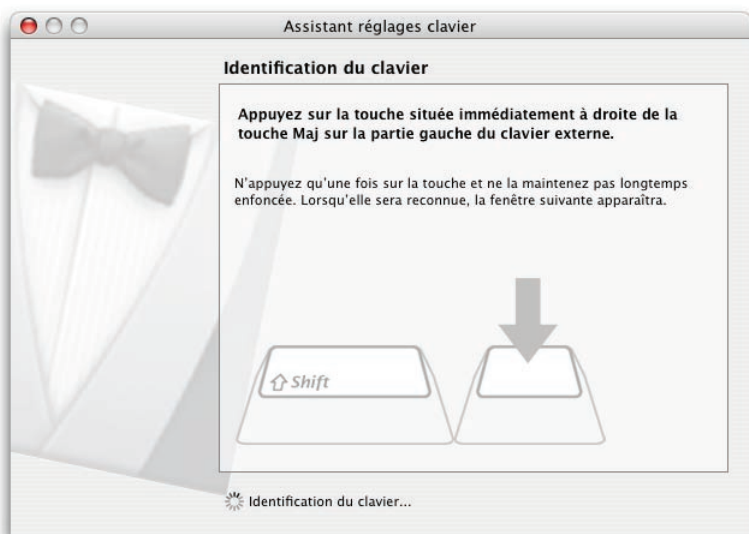 Assistant réglages clavier
Identification du clavier
Appuyez sur la touche située immédiatement à droite de la
touche Maj sur la partie gauche du clavier externe.
N'appuyez qu'une fois sur la touche et ne la maintenez pas longtemps
enfoncée. Lorsqu'elle sera reconnue, la fenêtre suivante apparaîtra.
Shift
Identification du clavier...